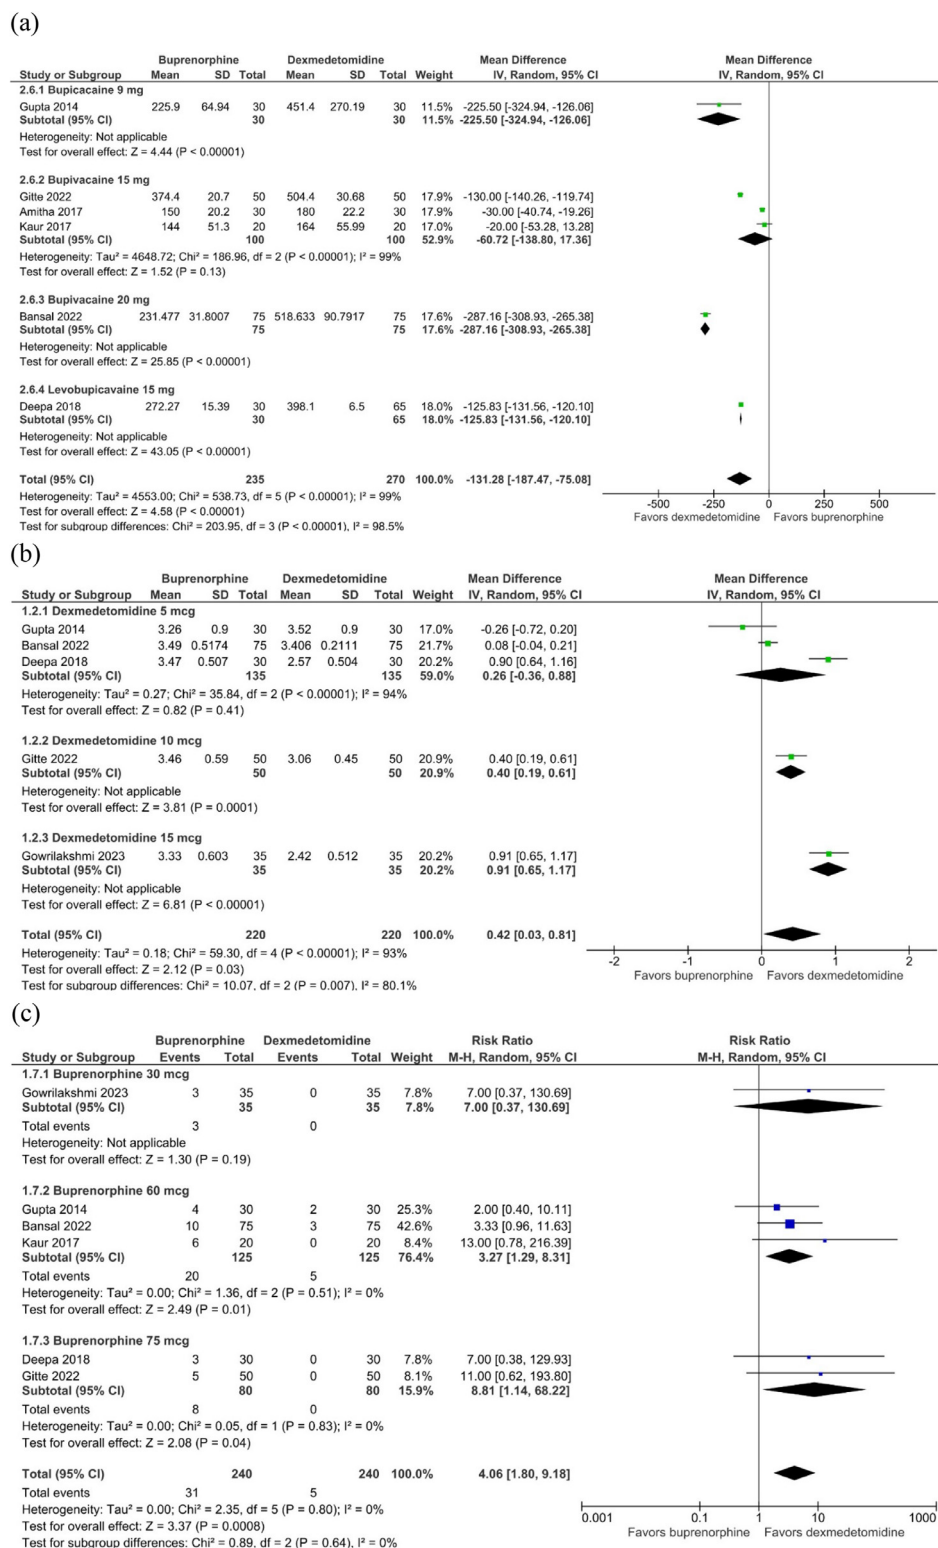 (a)
Buprenorphine Dexmedetomidine Mean Difference Mean Difference
Study or Subgroup Mean SD Total Mean SD Total Weight IV, Random, 95% CI IV, Random, 95% CI
2.6.1 Bupicacaine 9 mg
Gupta 2014 225.9 64.94 30 451.4 270.19 30 11.5% -225.50 [-324.94, -126.06]
Subtotal (95% CI) 30 30 11.5% -225.50 [-324.94, -126.06]
Heterogeneity: Not applicable
Test for overall effect: Z = 4.44 (P < 0.00001)
2.6.2 Bupivacaine 15 mg
Gitte 2022 374.4 20.7 50 504.4 30.68 50 17.9% -130.00 [-140.26, -119.74]
Amitha 2017 150 20.2 30 180 22.2 30 17.9% -30.00 [-40.74, -19.26]
Kaur 2017 144 51.3 20 164 55.99 20 17.0% -20.00 [-53.28, 13.28]
Subtotal (95% CI) 100 100 52.9% -60.72 [-138.80, 17.36]
Heterogeneity: Tau² = 4648.72; Chi² = 186.96, df = 2 (P < 0.00001); I² = 99%
Test for overall effect: Z = 1.52 (P = 0.13)
2.6.3 Bupivacaine 20 mg
Bansal 2022 231.477 31.8007 75 518.633 90.7917 75 17.6% -287.16 [-308.93, -265.38]
Subtotal (95% CI) 75 75 17.6% -287.16 [-308.93, -265.38]
Heterogeneity: Not applicable
Test for overall effect: Z = 25.85 (P < 0.00001)
2.6.4 Levobupicavaine 15 mg
Deepa 2018 272.27 15.39 30 398.1 6.5 65 18.0% -125.83 [-131.56, -120.10]
Subtotal (95% CI) 30 65 18.0% -125.83 [-131.56, -120.10]
Heterogeneity: Not applicable
Test for overall effect: Z = 43.05 (P < 0.00001)
Total (95% CI) 235 270 100.0% -131.28 [-187.47, -75.08]
Heterogeneity: Tau² = 4553.00; Chi² = 538.73, df = 5 (P < 0.00001); I² = 99%
Test for overall effect: Z = 4.58 (P < 0.00001)
Test for subgroup differences: Chi² = 203.95, df = 3 (P < 0.00001), I² = 98.5%
-500 -250 0 250 500
Favors dexmedetomidine Favors buprenorphine
(b)
Buprenorphine Dexmedetomidine Mean Difference Mean Difference
Study or Subgroup Mean SD Total Mean SD Total Weight IV, Random, 95% CI IV, Random, 95% CI
1.2.1 Dexmedetomidine 5 mcg
Gupta 2014 3.26 0.9 30 3.52 0.9 30 17.0% -0.26 [-0.72, 0.20]
Bansal 2022 3.49 0.5174 75 3.406 0.2111 75 21.7% 0.08 [-0.04, 0.21]
Deepa 2018 3.47 0.507 30 2.57 0.504 30 20.2% 0.90 [0.64, 1.16]
Subtotal (95% CI) 135 135 59.0% 0.26 [-0.36, 0.88]
Heterogeneity: Tau² = 0.27; Chi² = 35.84, df = 2 (P < 0.00001); I² = 94%
Test for overall effect: Z = 0.82 (P = 0.41)
1.2.2 Dexmedetomidine 10 mcg
Gitte 2022 3.46 0.59 50 3.06 0.45 50 20.9% 0.40 [0.19, 0.61]
Subtotal (95% CI) 50 50 20.9% 0.40 [0.19, 0.61]
Heterogeneity: Not applicable
Test for overall effect: Z = 3.81 (P = 0.0001)
1.2.3 Dexmedetomidine 15 mcg
Gowrilakshmi 2023 3.33 0.603 35 2.42 0.512 35 20.2% 0.91 [0.65, 1.17]
Subtotal (95% CI) 35 35 20.2% 0.91 [0.65, 1.17]
Heterogeneity: Not applicable
Test for overall effect: Z = 6.81 (P < 0.00001)
Total (95% CI) 220 220 100.0% 0.42 [0.03, 0.81]
Heterogeneity: Tau² = 0.18; Chi² = 59.30, df = 4 (P < 0.00001); I² = 93%
Test for overall effect: Z = 2.12 (P = 0.03)
Test for subgroup differences: Chi² = 10.07, df = 2 (P = 0.007), I² = 80.1%
-2 -1 0 1 2
Favors buprenorphine Favors dexmedetomidine
(c)
Buprenorphine Dexmedetomidine Risk Ratio Risk Ratio
Study or Subgroup Events Total Events Total Weight M-H, Random, 95% CI M-H, Random, 95% CI
1.7.1 Buprenorphine 30 mcg
Gowrilakshmi 2023 3 35 0 35 7.8% 7.00 [0.37, 130.69]
Subtotal (95% CI) 35 35 7.8% 7.00 [0.37, 130.69]
Total events 3 0
Heterogeneity: Not applicable
Test for overall effect: Z = 1.30 (P = 0.19)
1.7.2 Buprenorphine 60 mcg
Gupta 2014 4 30 2 30 25.3% 2.00 [0.40, 10.11]
Bansal 2022 10 75 3 75 42.6% 3.33 [0.96, 11.63]
Kaur 2017 6 20 0 20 8.4% 13.00 [0.78, 216.39]
Subtotal (95% CI) 125 125 76.4% 3.27 [1.29, 8.31]
Total events 20 5
Heterogeneity: Tau² = 0.00; Chi² = 1.36, df = 2 (P = 0.51); I² = 0%
Test for overall effect: Z = 2.49 (P = 0.01)
1.7.3 Buprenorphine 75 mcg
Deepa 2018 3 30 0 30 7.8% 7.00 [0.38, 129.93]
Gitte 2022 5 50 0 50 8.1% 11.00 [0.62, 193.80]
Subtotal (95% CI) 80 80 15.9% 8.81 [1.14, 68.22]
Total events 8 0
Heterogeneity: Tau² = 0.00; Chi² = 0.05, df = 1 (P = 0.83); I² = 0%
Test for overall effect: Z = 2.08 (P = 0.04)
Total (95% CI) 240 240 100.0% 4.06 [1.80, 9.18]
Total events 31 5
Heterogeneity: Tau² = 0.00; Chi² = 2.35, df = 5 (P = 0.80); I² = 0%
Test for overall effect: Z = 3.37 (P = 0.0008)
Test for subgroup differences: Chi² = 0.89, df = 2 (P = 0.64), I² = 0%
0.001 0.1 1 10 1000
Favors buprenorphine Favors dexmedetomidine